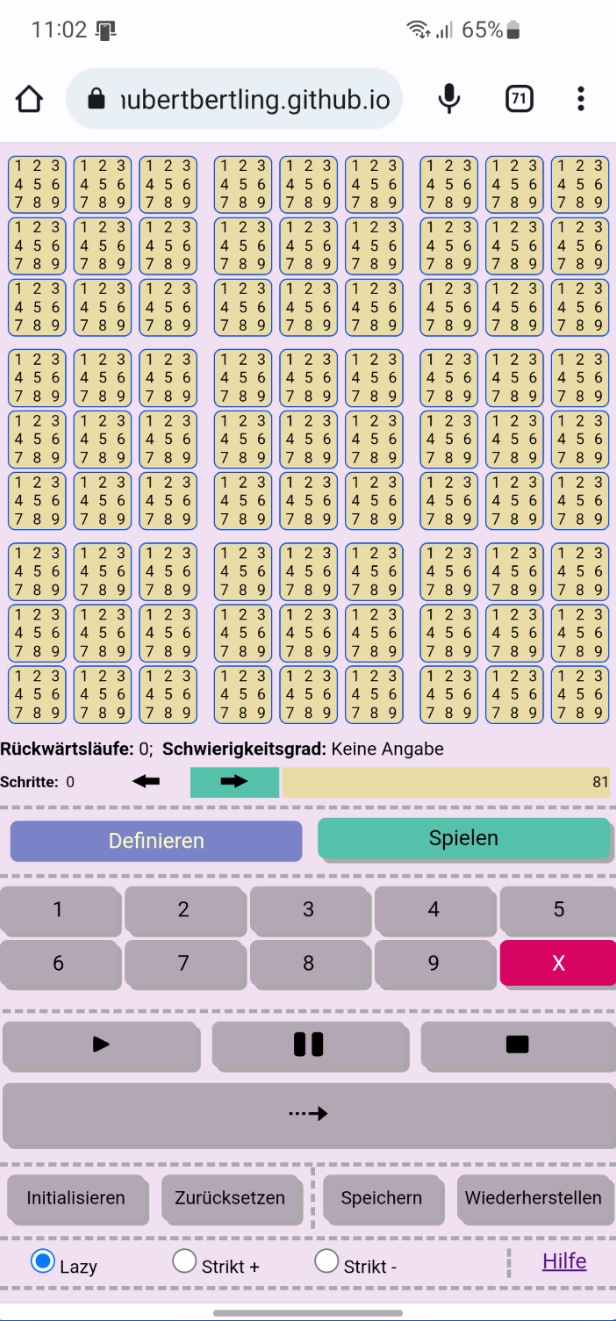 11:02 65%
nubertbertling.github.io 71
1 2 3 1 2 3 1 2 3 1 2 3 1 2 3 1 2 3 1 2 3 1 2 3 1 2 3
4 5 6 4 5 6 4 5 6 4 5 6 4 5 6 4 5 6 4 5 6 4 5 6 4 5 6
7 8 9 7 8 9 7 8 9 7 8 9 7 8 9 7 8 9 7 8 9 7 8 9 7 8 9
1 2 3 1 2 3 1 2 3 1 2 3 1 2 3 1 2 3 1 2 3 1 2 3 1 2 3
4 5 6 4 5 6 4 5 6 4 5 6 4 5 6 4 5 6 4 5 6 4 5 6 4 5 6
7 8 9 7 8 9 7 8 9 7 8 9 7 8 9 7 8 9 7 8 9 7 8 9 7 8 9
1 2 3 1 2 3 1 2 3 1 2 3 1 2 3 1 2 3 1 2 3 1 2 3 1 2 3
4 5 6 4 5 6 4 5 6 4 5 6 4 5 6 4 5 6 4 5 6 4 5 6 4 5 6
7 8 9 7 8 9 7 8 9 7 8 9 7 8 9 7 8 9 7 8 9 7 8 9 7 8 9
1 2 3 1 2 3 1 2 3 1 2 3 1 2 3 1 2 3 1 2 3 1 2 3 1 2 3
4 5 6 4 5 6 4 5 6 4 5 6 4 5 6 4 5 6 4 5 6 4 5 6 4 5 6
7 8 9 7 8 9 7 8 9 7 8 9 7 8 9 7 8 9 7 8 9 7 8 9 7 8 9
1 2 3 1 2 3 1 2 3 1 2 3 1 2 3 1 2 3 1 2 3 1 2 3 1 2 3
4 5 6 4 5 6 4 5 6 4 5 6 4 5 6 4 5 6 4 5 6 4 5 6 4 5 6
7 8 9 7 8 9 7 8 9 7 8 9 7 8 9 7 8 9 7 8 9 7 8 9 7 8 9
1 2 3 1 2 3 1 2 3 1 2 3 1 2 3 1 2 3 1 2 3 1 2 3 1 2 3
4 5 6 4 5 6 4 5 6 4 5 6 4 5 6 4 5 6 4 5 6 4 5 6 4 5 6
7 8 9 7 8 9 7 8 9 7 8 9 7 8 9 7 8 9 7 8 9 7 8 9 7 8 9
1 2 3 1 2 3 1 2 3 1 2 3 1 2 3 1 2 3 1 2 3 1 2 3 1 2 3
4 5 6 4 5 6 4 5 6 4 5 6 4 5 6 4 5 6 4 5 6 4 5 6 4 5 6
7 8 9 7 8 9 7 8 9 7 8 9 7 8 9 7 8 9 7 8 9 7 8 9 7 8 9
1 2 3 1 2 3 1 2 3 1 2 3 1 2 3 1 2 3 1 2 3 1 2 3 1 2 3
4 5 6 4 5 6 4 5 6 4 5 6 4 5 6 4 5 6 4 5 6 4 5 6 4 5 6
7 8 9 7 8 9 7 8 9 7 8 9 7 8 9 7 8 9 7 8 9 7 8 9 7 8 9
1 2 3 1 2 3 1 2 3 1 2 3 1 2 3 1 2 3 1 2 3 1 2 3 1 2 3
4 5 6 4 5 6 4 5 6 4 5 6 4 5 6 4 5 6 4 5 6 4 5 6 4 5 6
7 8 9 7 8 9 7 8 9 7 8 9 7 8 9 7 8 9 7 8 9 7 8 9 7 8 9
Rückwärtsläufe: 0; Schwierigkeitsgrad: Keine Angabe
Schritte: 0 81
Definieren Spielen
1 2 3 4 5
6 7 8 9 X
Initialisieren Zurücksetzen Speichern Wiederherstellen
Lazy Strikt + Strikt - Hilfe